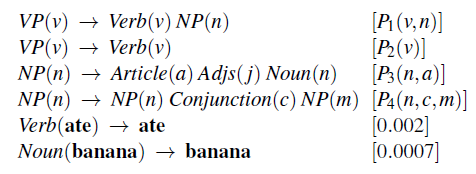 VP(v) → Verb(v) NP(n) [P₁(v,n)]
VP(v) → Verb(v) [P₂(v)]
NP(n) → Article(a) Adjs(j) Noun(n) [P₃(n,a)]
NP(n) → NP(n) Conjunction(c) NP(m) [P₄(n,c,m)]
Verb(ate) → ate [0.002]
Noun(banana) → banana [0.0007]